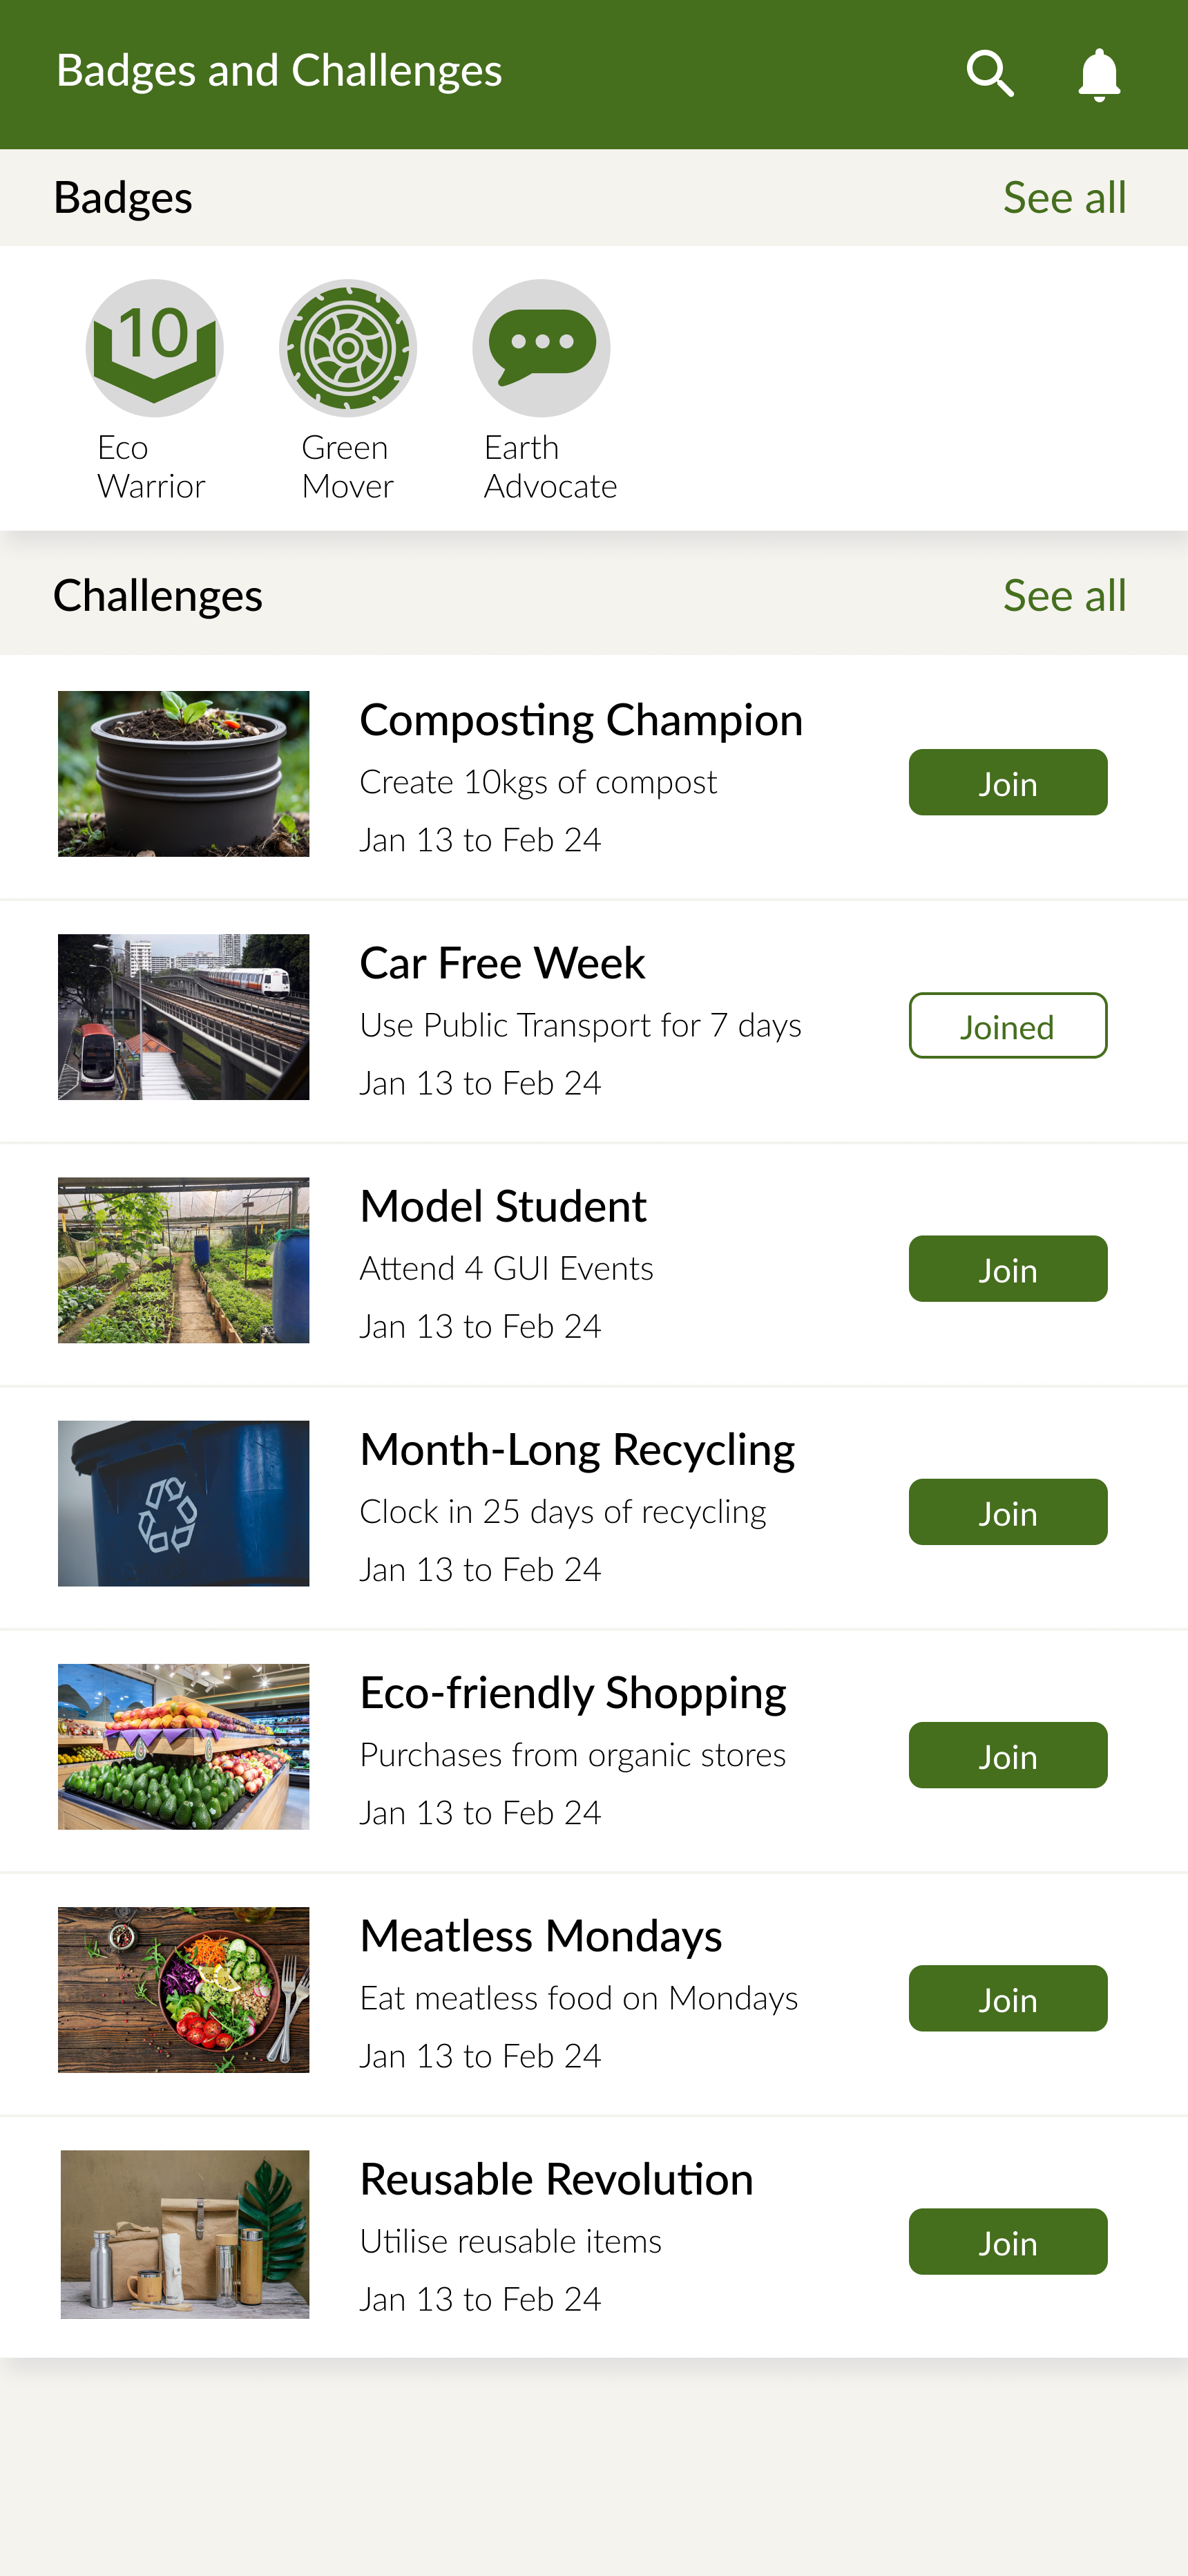 Badges and Challenges
Badges
See all
10
Eco
Warrior
Green
Mover
Earth
Advocate
Challenges
See all
Composting Champion
Create 10kgs of compost
Jan 13 to Feb 24
Join
Car Free Week
Use Public Transport for 7 days
Jan 13 to Feb 24
Joined
Model Student
Attend 4 GUI Events
Jan 13 to Feb 24
Join
Month-Long Recycling
Clock in 25 days of recycling
Jan 13 to Feb 24
Join
Eco-friendly Shopping
Purchases from organic stores
Jan 13 to Feb 24
Join
Meatless Mondays
Eat meatless food on Mondays
Jan 13 to Feb 24
Join
Reusable Revolution
Utilise reusable items
Jan 13 to Feb 24
Join